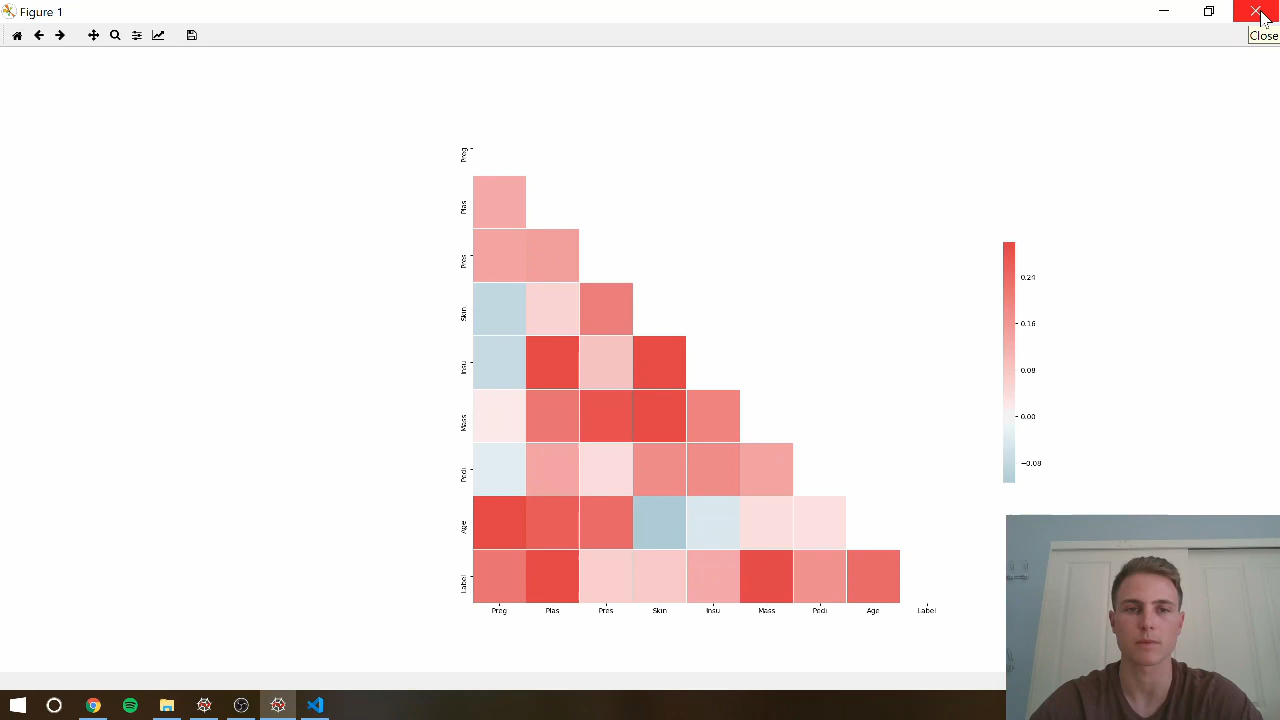 Figure 1
Close
Preg
Plas
Pres
Skin
Insu
Mass
Pedi
Age
Label
Preg Plas Pres Skin Insu Mass Pedi Age Label
0.24
0.16
0.08
0.00
−0.08